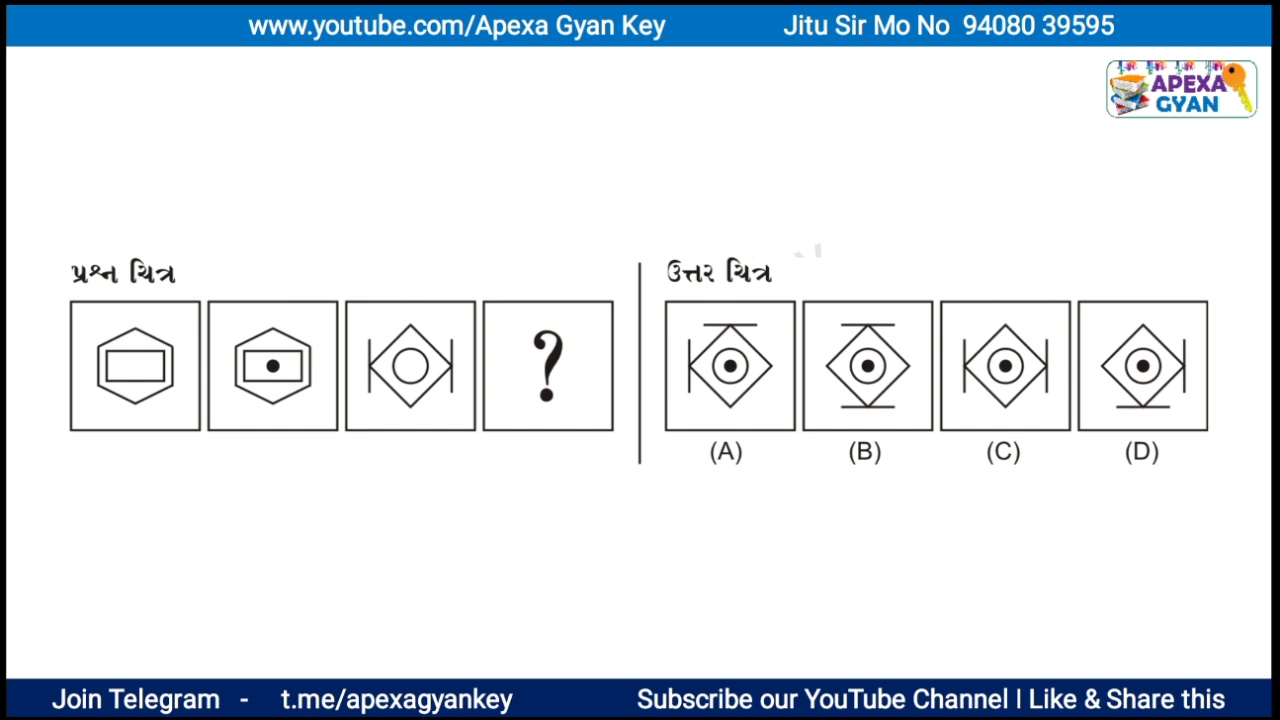 www.youtube.com/Apexa Gyan Key Jitu Sir Mo No 94080 39595
APEXA
GYAN
પ્રશ્ન ચિત્ર
ઉત્તર ચિત્ર
?
(A) (B) (C) (D)
Join Telegram - t.me/apexagyankey Subscribe our YouTube Channel l Like & Share this